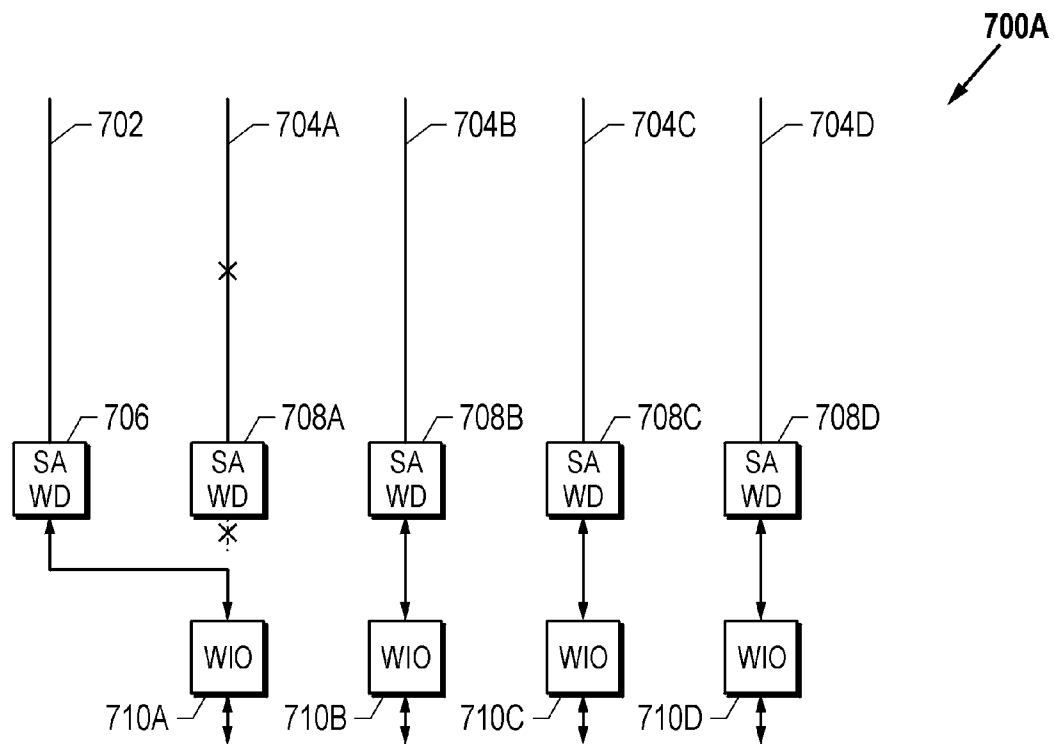 700A
702
704A
704B
704C
704D
706
708A
708B
708C
708D
SA
WD
SA
WD
SA
WD
SA
WD
SA
WD
WIO
WIO
WIO
WIO
710A
710B
710C
710D